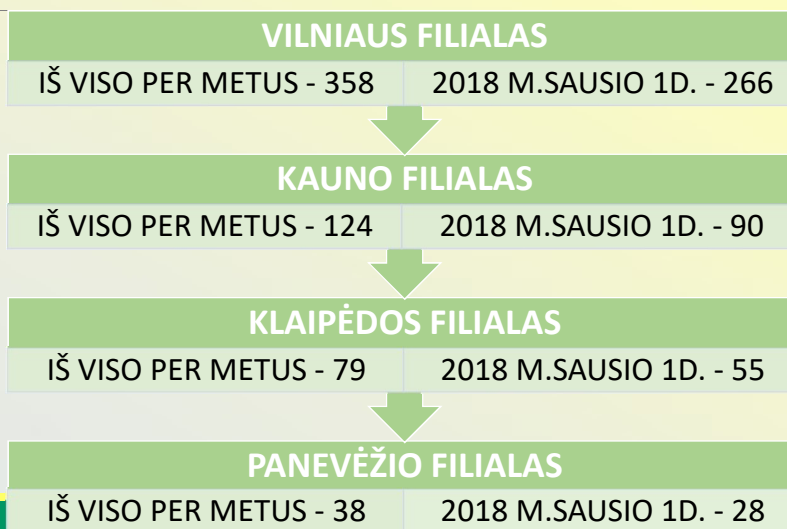 VILNIAUS FILIALAS
IŠ VISO PER METUS - 358 2018 M.SAUSIO 1D. - 266
KAUNO FILIALAS
IŠ VISO PER METUS - 124 2018 M.SAUSIO 1D. - 90
KLAIPĖDOS FILIALAS
IŠ VISO PER METUS - 79 2018 M.SAUSIO 1D. - 55
PANEVĖŽIO FILIALAS
IŠ VISO PER METUS - 38 2018 M.SAUSIO 1D. - 28